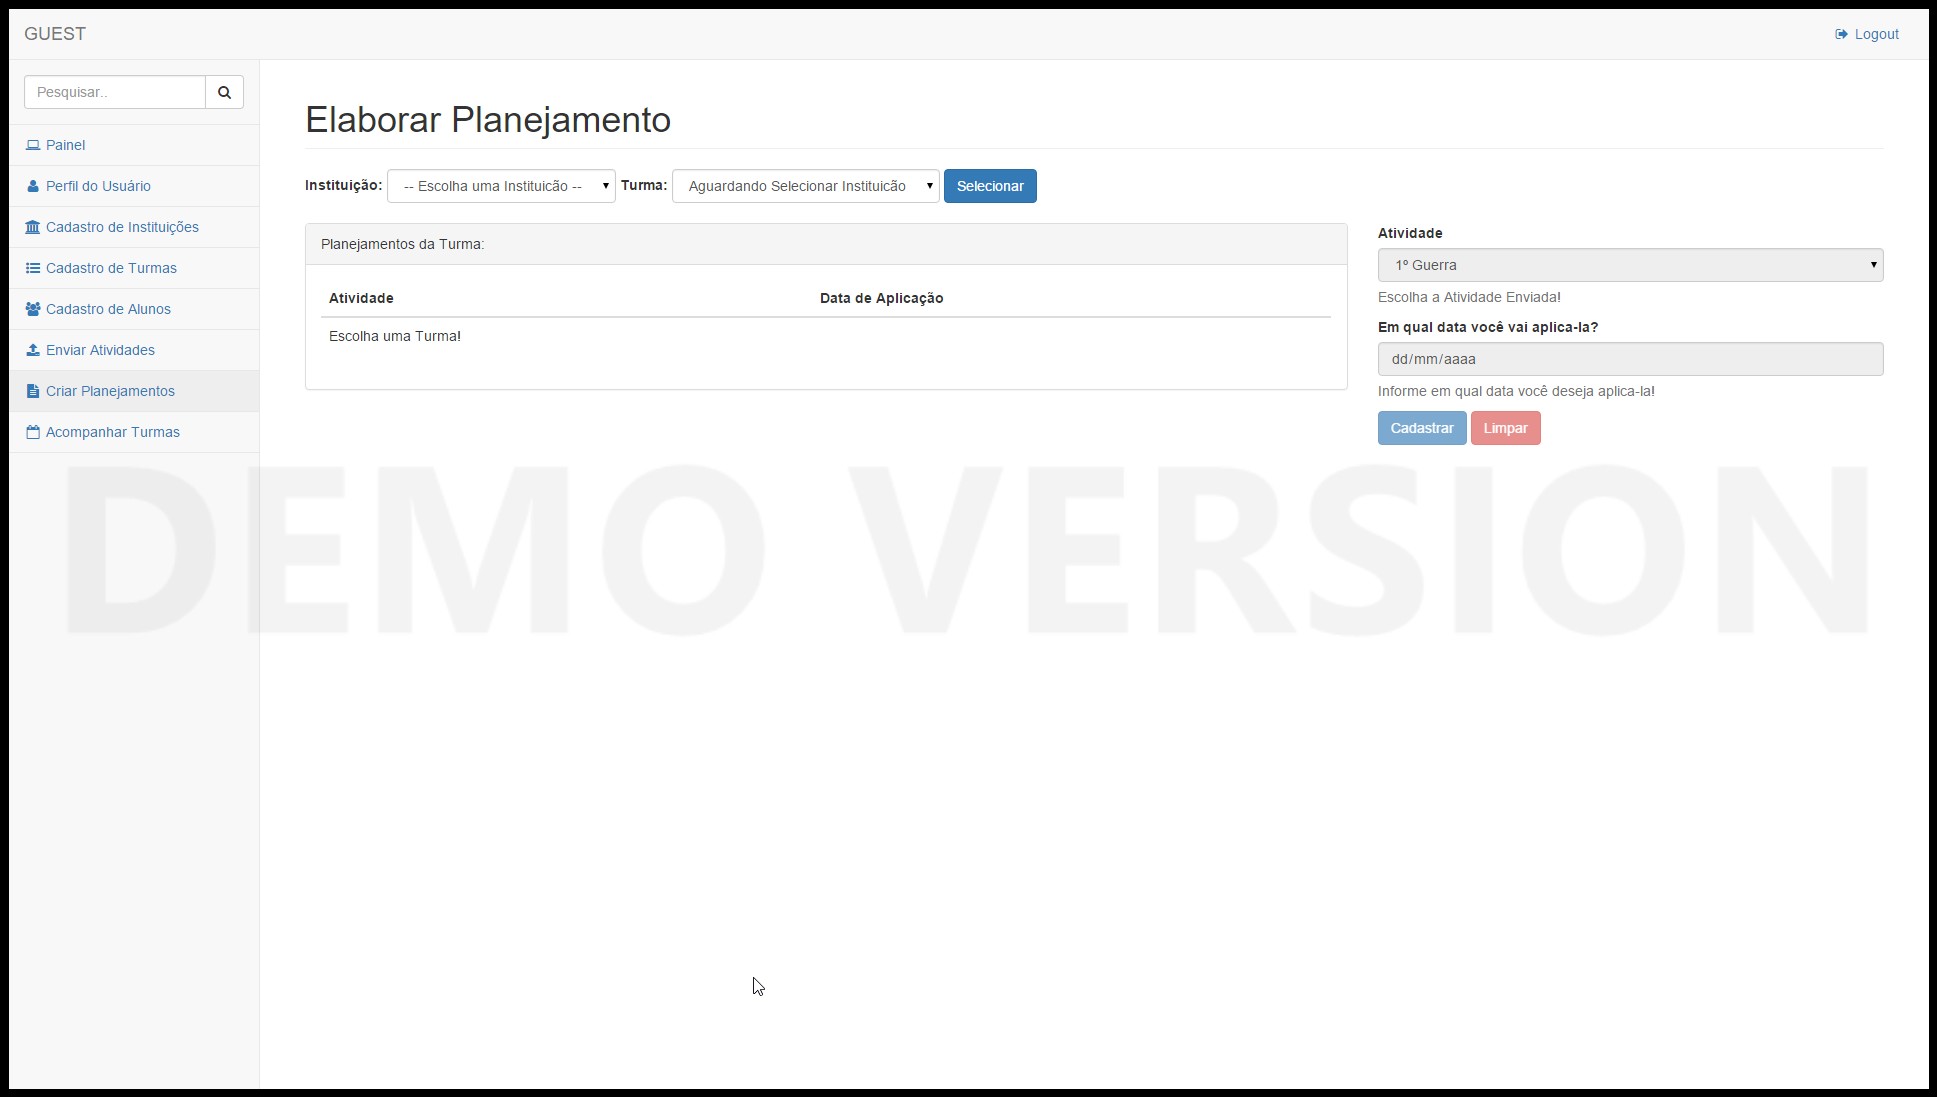 GUEST
Logout
Pesquisar..
Painel
Perfil do Usuário
Cadastro de Instituições
Cadastro de Turmas
Cadastro de Alunos
Enviar Atividades
Criar Planejamentos
Acompanhar Turmas
Elaborar Planejamento
Instituição: -- Escolha uma Instituicão -- Turma: Aguardando Selecionar Instituicão Selecionar
Planejamentos da Turma:
Atividade Data de Aplicação
Escolha uma Turma!
Atividade
1º Guerra
Escolha a Atividade Enviada!
Em qual data você vai aplica-la?
dd/mm/aaaa
Informe em qual data você deseja aplica-la!
Cadastrar Limpar
DEMO VERSION